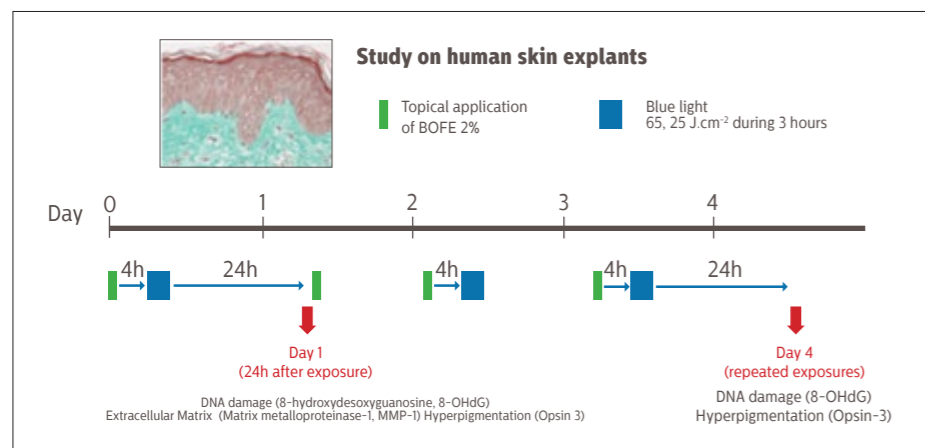 Study on human skin explants
Topical application
of BOFE 2%
Blue light
65, 25 J.cm⁻² during 3 hours
Day
0 1 2 3 4
4h 24h 4h 4h 24h
Day 1
(24h after exposure)
DNA damage (8-hydroxydesoxyguanosine, 8-OHdG)
Extracellular Matrix (Matrix metalloproteinase-1, MMP-1) Hyperpigmentation (Opsin 3)
Day 4
(repeated exposures)
DNA damage (8-OHdG)
Hyperpigmentation (Opsin-3)